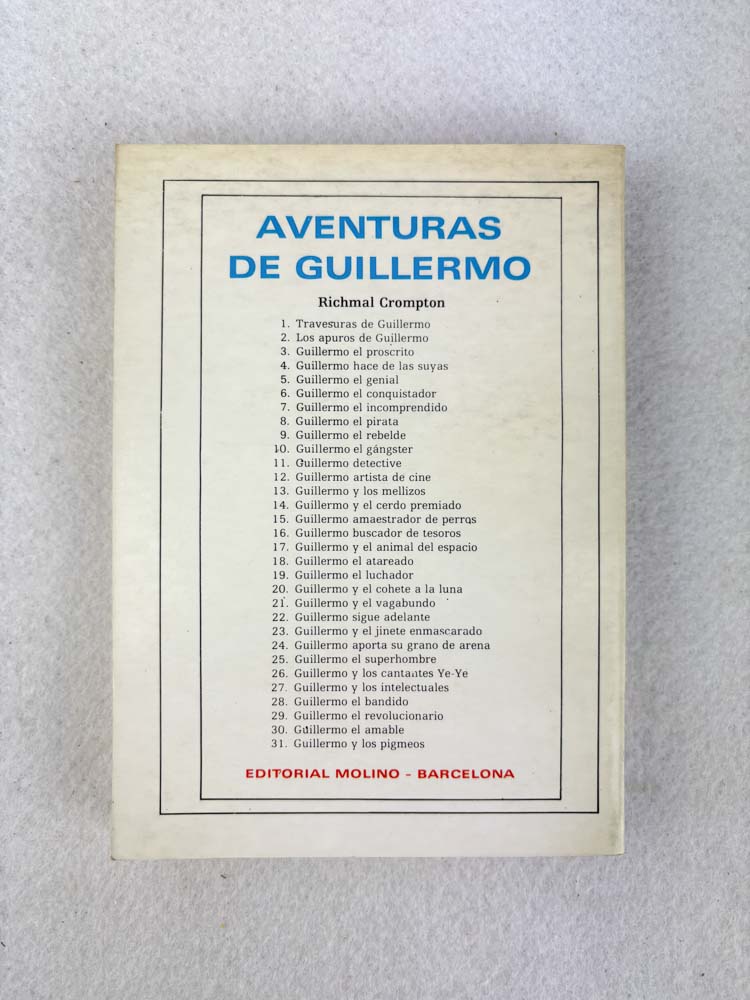 AVENTURAS
DE GUILLERMO
Richmal Crompton
1. Travesuras de Guillermo
2. Los apuros de Guillermo
3. Guillermo el proscrito
4. Guillermo hace de las suyas
5. Guillermo el genial
6. Guillermo el conquistador
7. Guillermo el incomprendido
8. Guillermo el pirata
9. Guillermo el rebelde
10. Guillermo el gángster
11. Guillermo detective
12. Guillermo artista de cine
13. Guillermo y los mellizos
14. Guillermo y el cerdo premiado
15. Guillermo amaestrador de perros
16. Guillermo buscador de tesoros
17. Guillermo y el animal del espacio
18. Guillermo el atareado
19. Guillermo el luchador
20. Guillermo y el cohete a la luna
21. Guillermo y el vagabundo
22. Guillermo sigue adelante
23. Guillermo y el jinete enmascarado
24. Guillermo aporta su grano de arena
25. Guillermo el superhombre
26. Guillermo y los cantantes Ye-Ye
27. Guillermo y los intelectuales
28. Guillermo el bandido
29. Guillermo el revolucionario
30. Guillermo el amable
31. Guillermo y los pigmeos
EDITORIAL MOLINO - BARCELONA